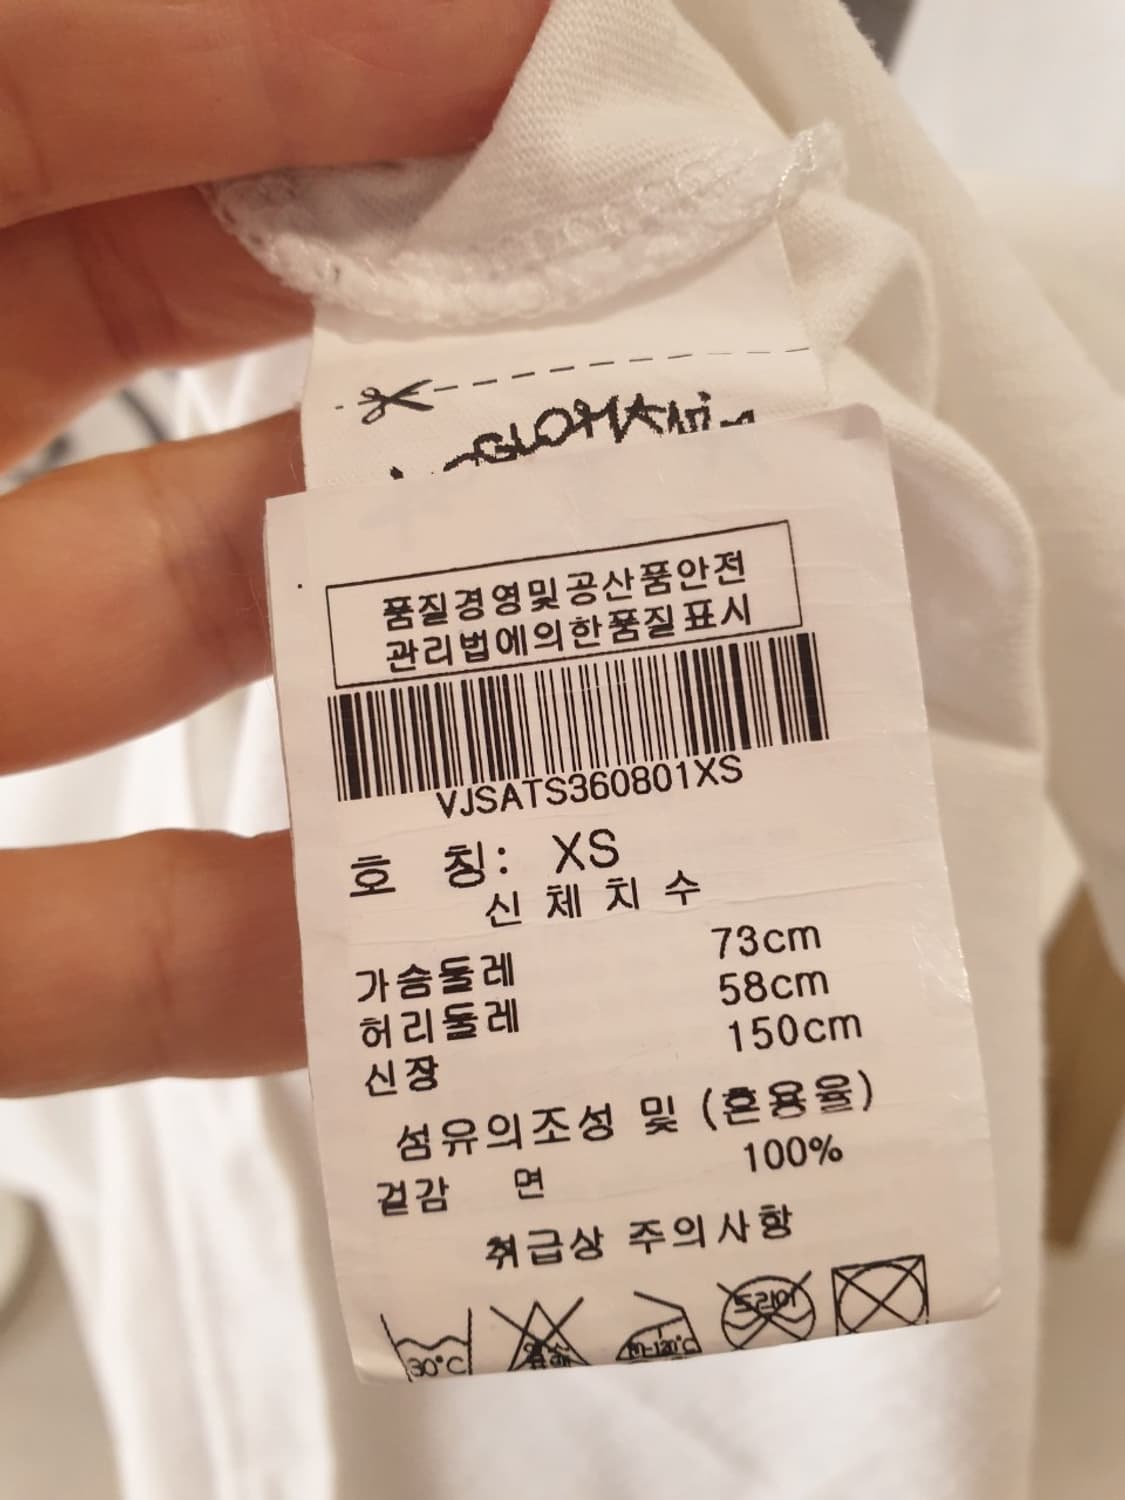 품질경영및공산품안전
관리법에의한품질표시
VJSATS360801XS
호 칭: XS
신 체 치 수
가슴둘레 73cm
허리둘레 58cm
신장 150cm
섬유의조성 및 (혼용율)
겉감 면 100%
취급상 주의사항
30°C
드라이